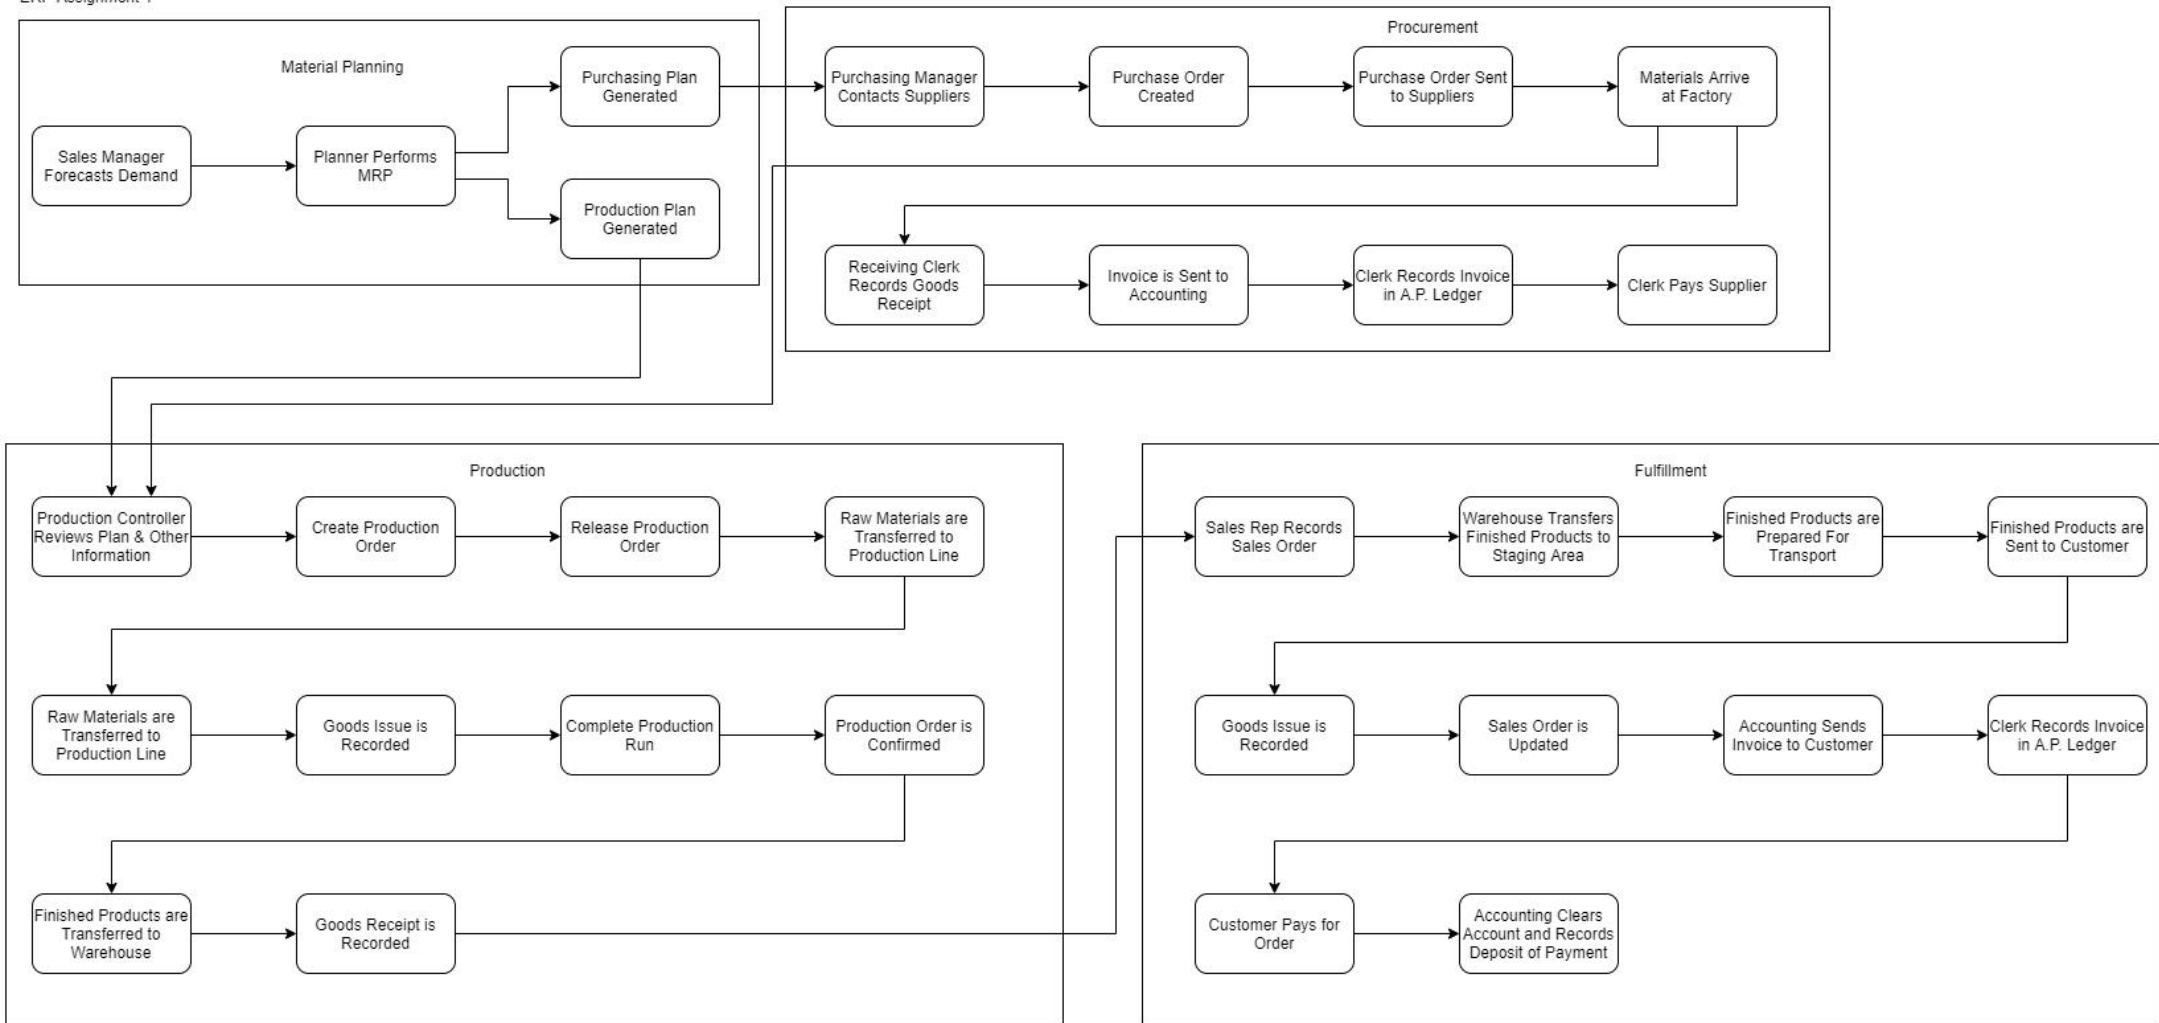 Material Planning
Sales Manager
Forecasts Demand
Planner Performs
MRP
Purchasing Plan
Generated
Production Plan
Generated
Procurement
Purchasing Manager
Contacts Suppliers
Purchase Order
Created
Purchase Order Sent
to Suppliers
Materials Arrive
at Factory
Receiving Clerk
Records Goods
Receipt
Invoice is Sent to
Accounting
Clerk Records Invoice
in A.P. Ledger
Clerk Pays Supplier
Production
Production Controller
Reviews Plan & Other
Information
Create Production
Order
Release Production
Order
Raw Materials are
Transferred to
Production Line
Raw Materials are
Transferred to
Production Line
Goods Issue is
Recorded
Complete Production
Run
Production Order is
Confirmed
Finished Products are
Transferred to
Warehouse
Goods Receipt is
Recorded
Fulfillment
Sales Rep Records
Sales Order
Warehouse Transfers
Finished Products to
Staging Area
Finished Products are
Prepared For
Transport
Finished Products are
Sent to Customer
Goods Issue is
Recorded
Sales Order is
Updated
Accounting Sends
Invoice to Customer
Clerk Records Invoice
in A.P. Ledger
Customer Pays for
Order
Accounting Clears
Account and Records
Deposit of Payment